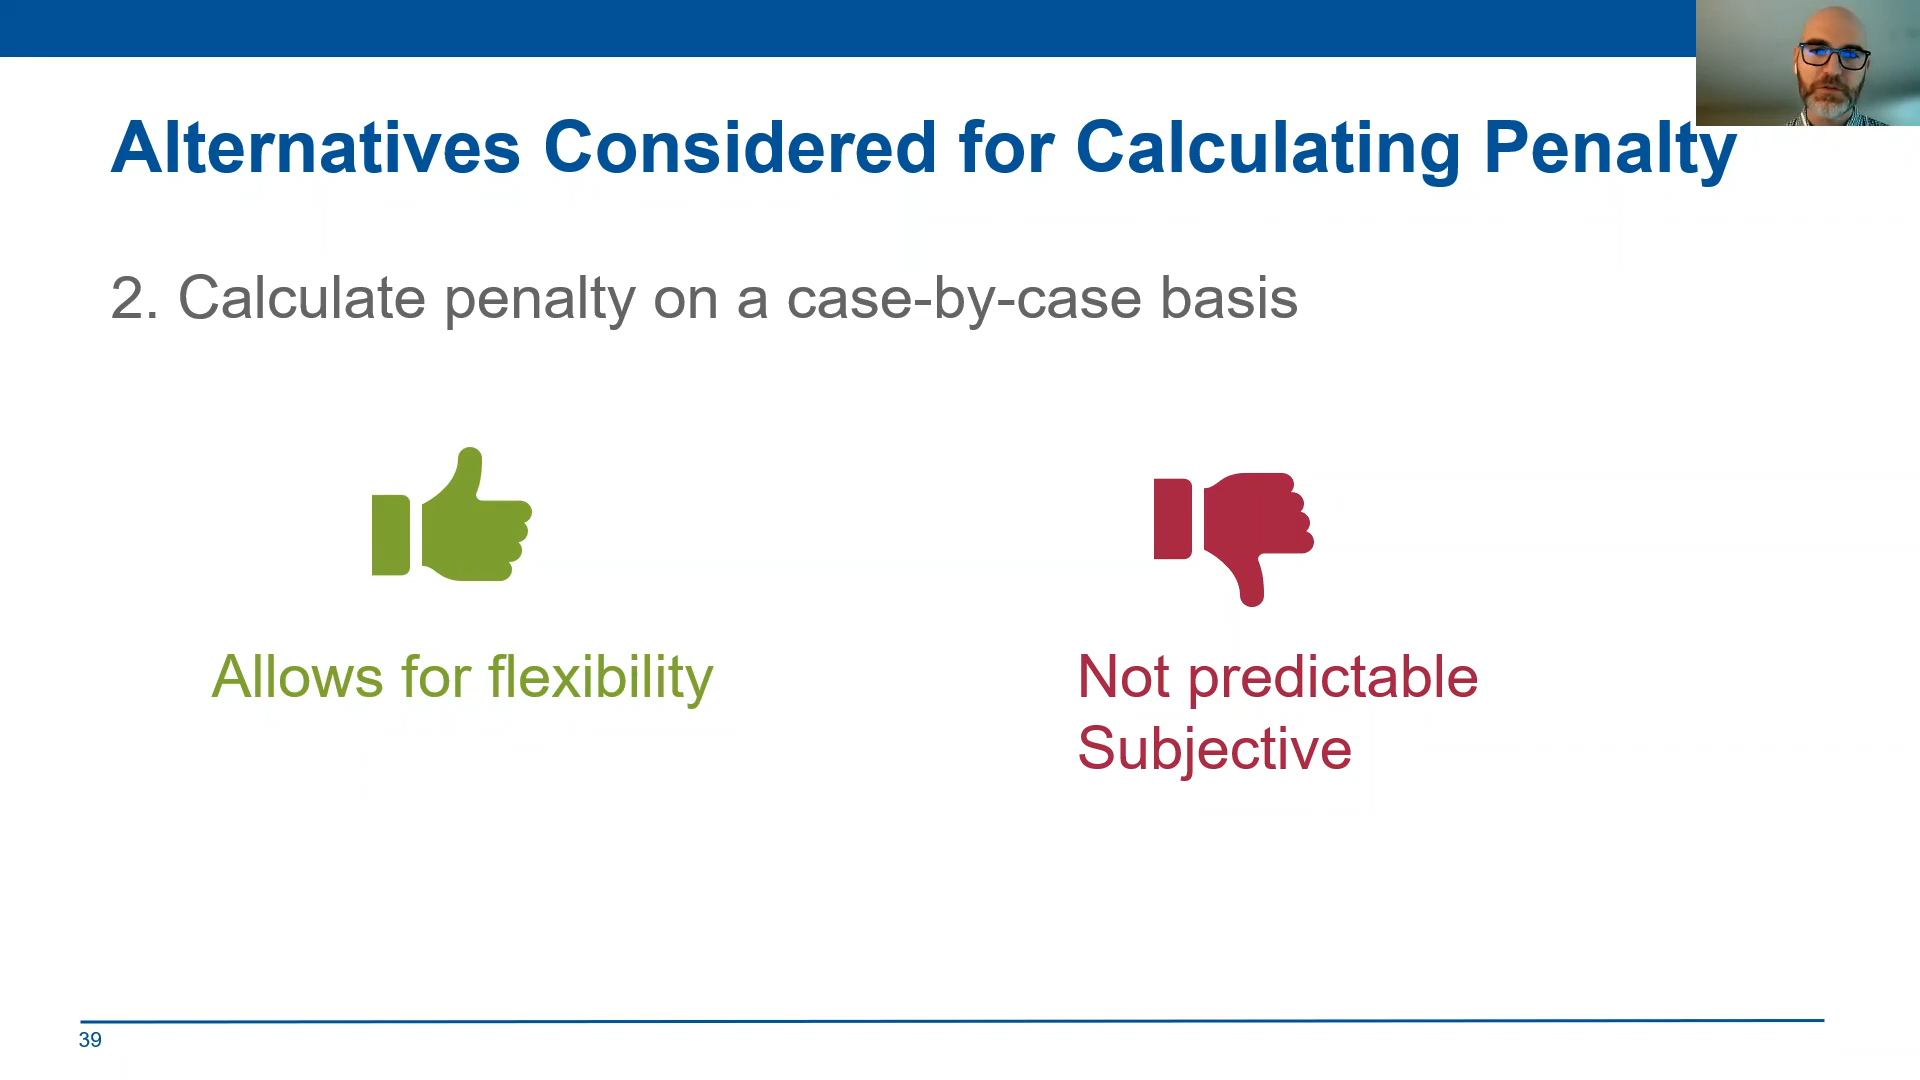 Alternatives Considered for Calculating Penalty
2. Calculate penalty on a case-by-case basis
Allows for flexibility
Not predictable
Subjective
39